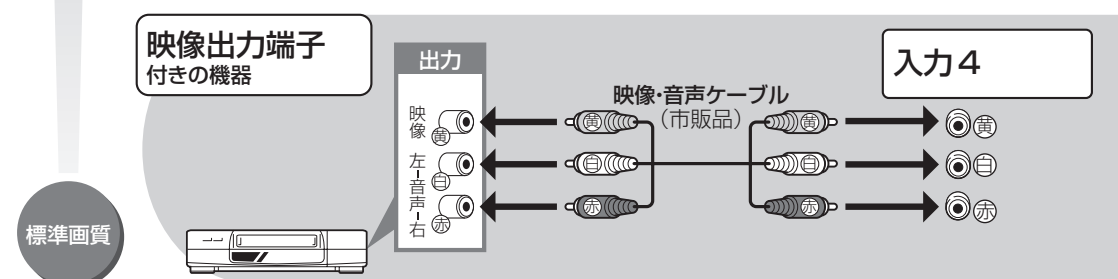 映像出力端子
付きの機器
出力
映像
黄
左-音声-右
白
赤
映像・音声ケーブル
（市販品）
黄
白
赤
黄
白
赤
入力4
黄
白
赤
標準画質